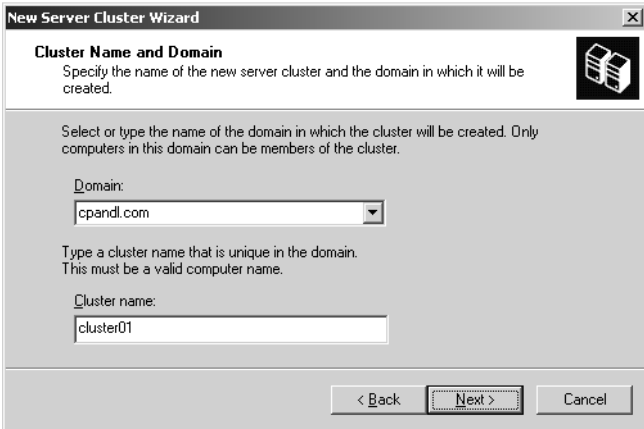 New Server Cluster Wizard
Cluster Name and Domain
Specify the name of the new server cluster and the domain in which it will be
created.
Select or type the name of the domain in which the cluster will be created. Only
computers in this domain can be members of the cluster.
Domain:
cpandl.com
Type a cluster name that is unique in the domain.
This must be a valid computer name.
Cluster name:
cluster01
< Back
Next >
Cancel